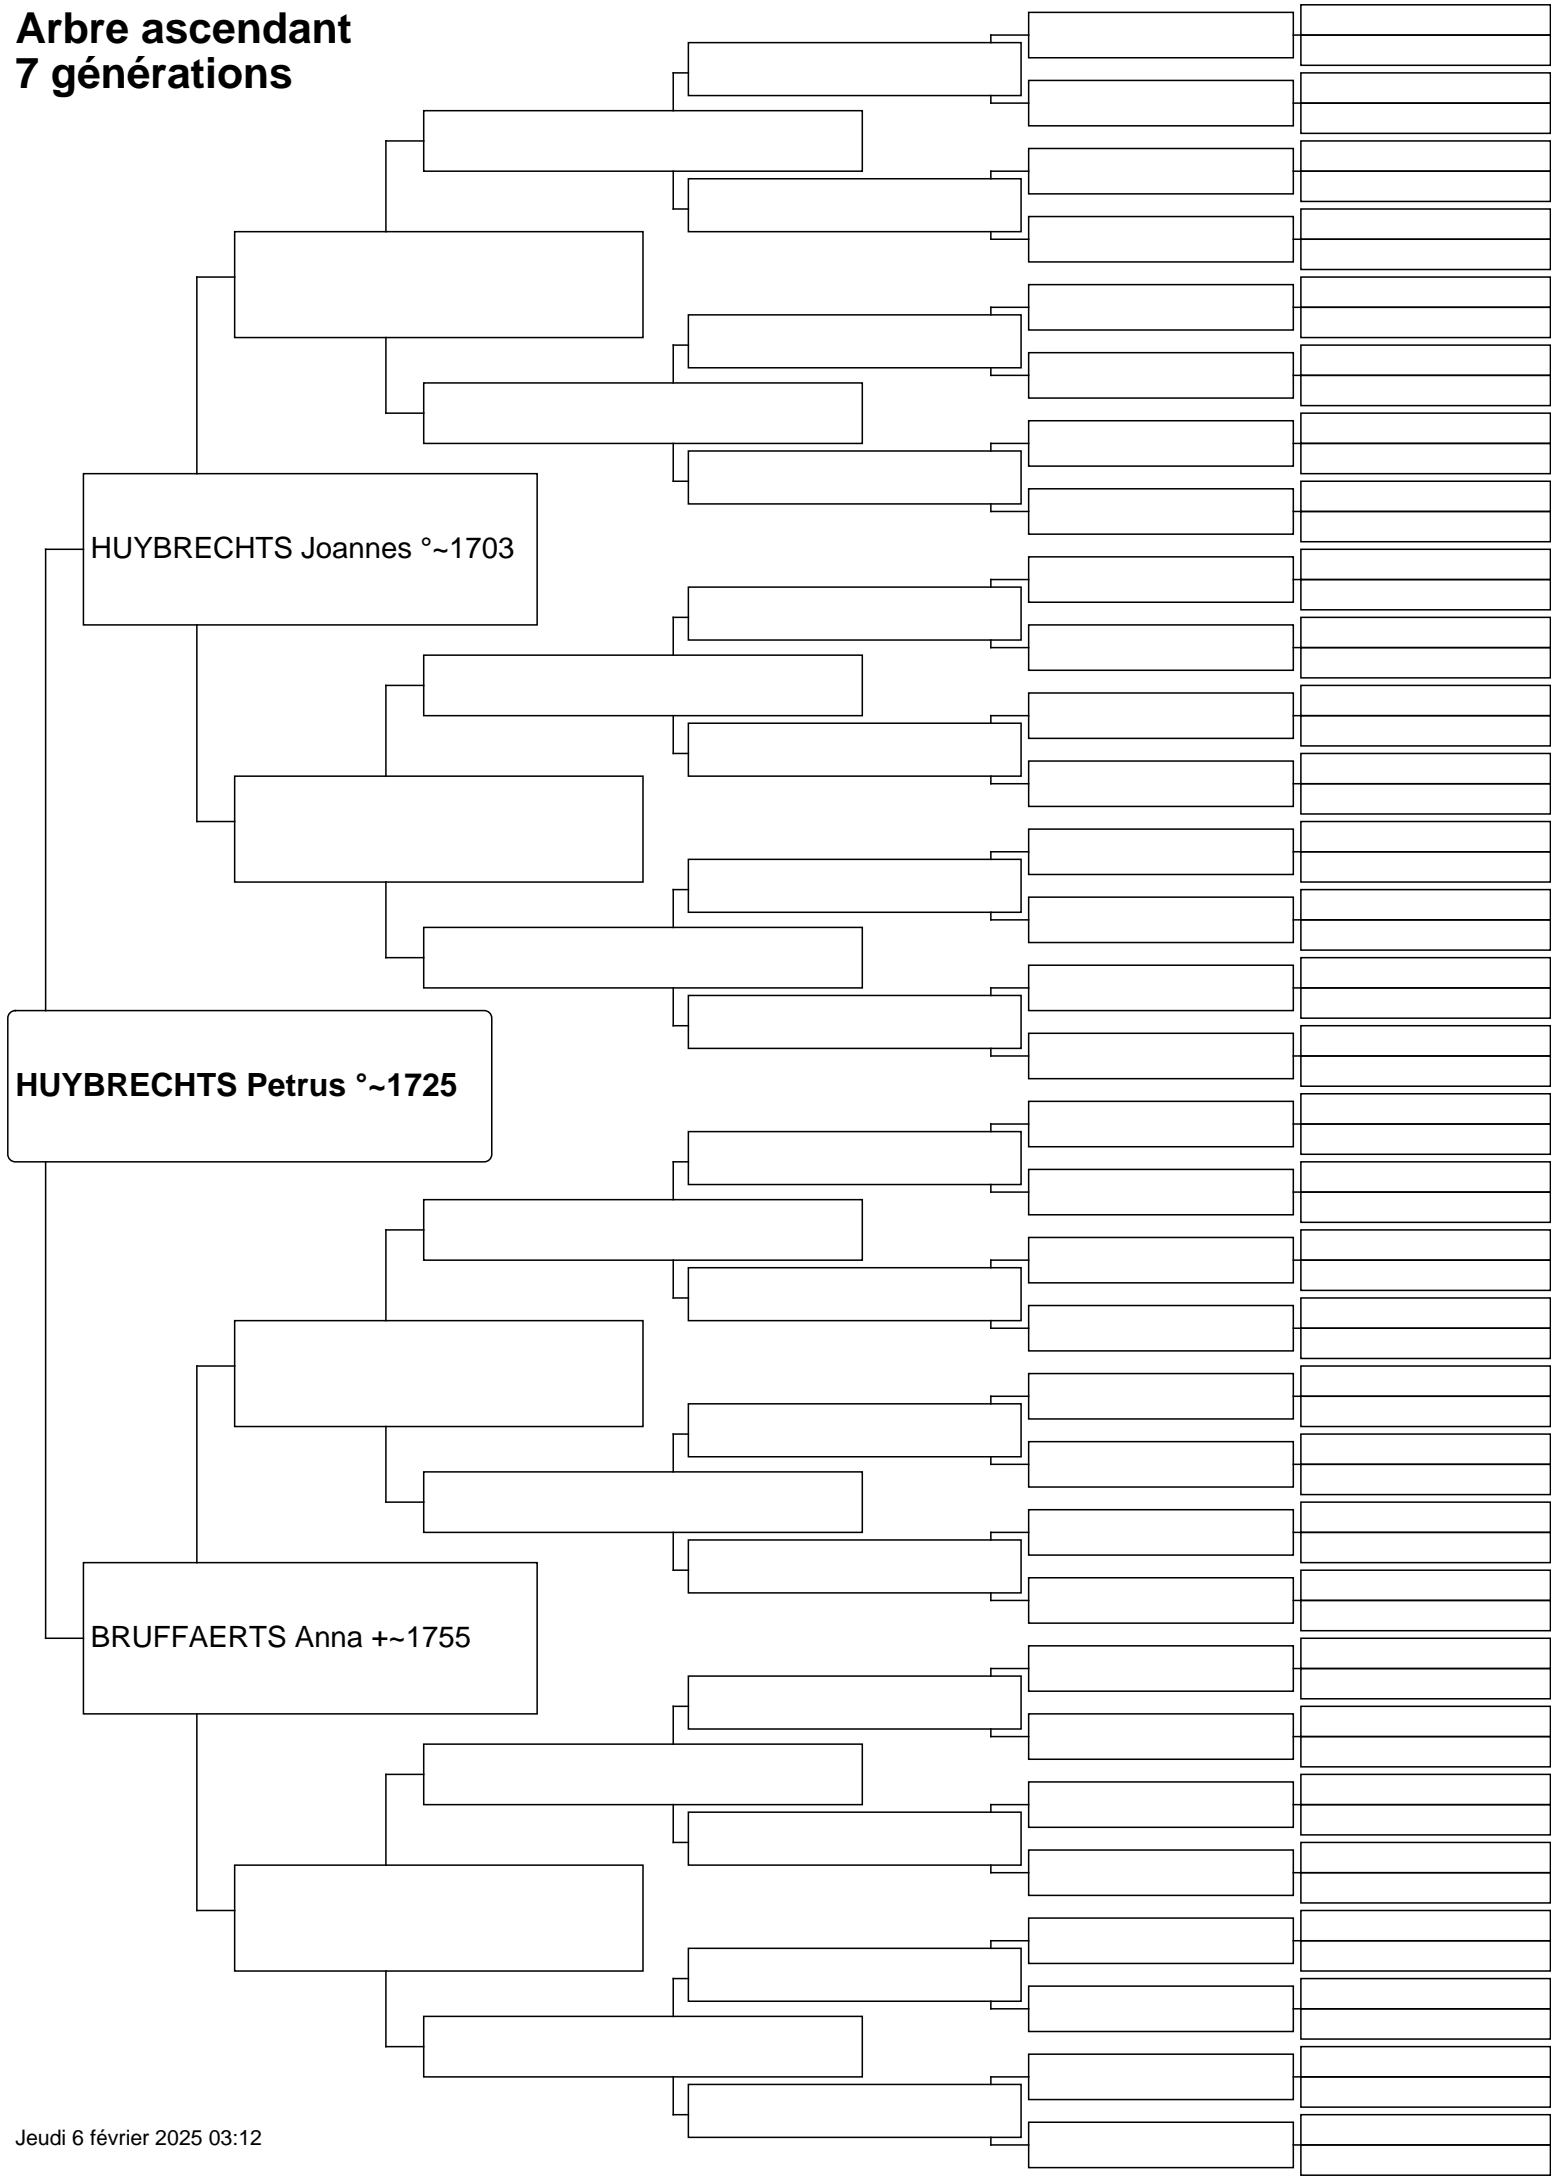 Arbre ascendant
7 générations
HUYBRECHTS Joannes °~1703
HUYBRECHTS Petrus °~1725
BRUFFAERTS Anna +~1755
Jeudi 6 février 2025 03:12